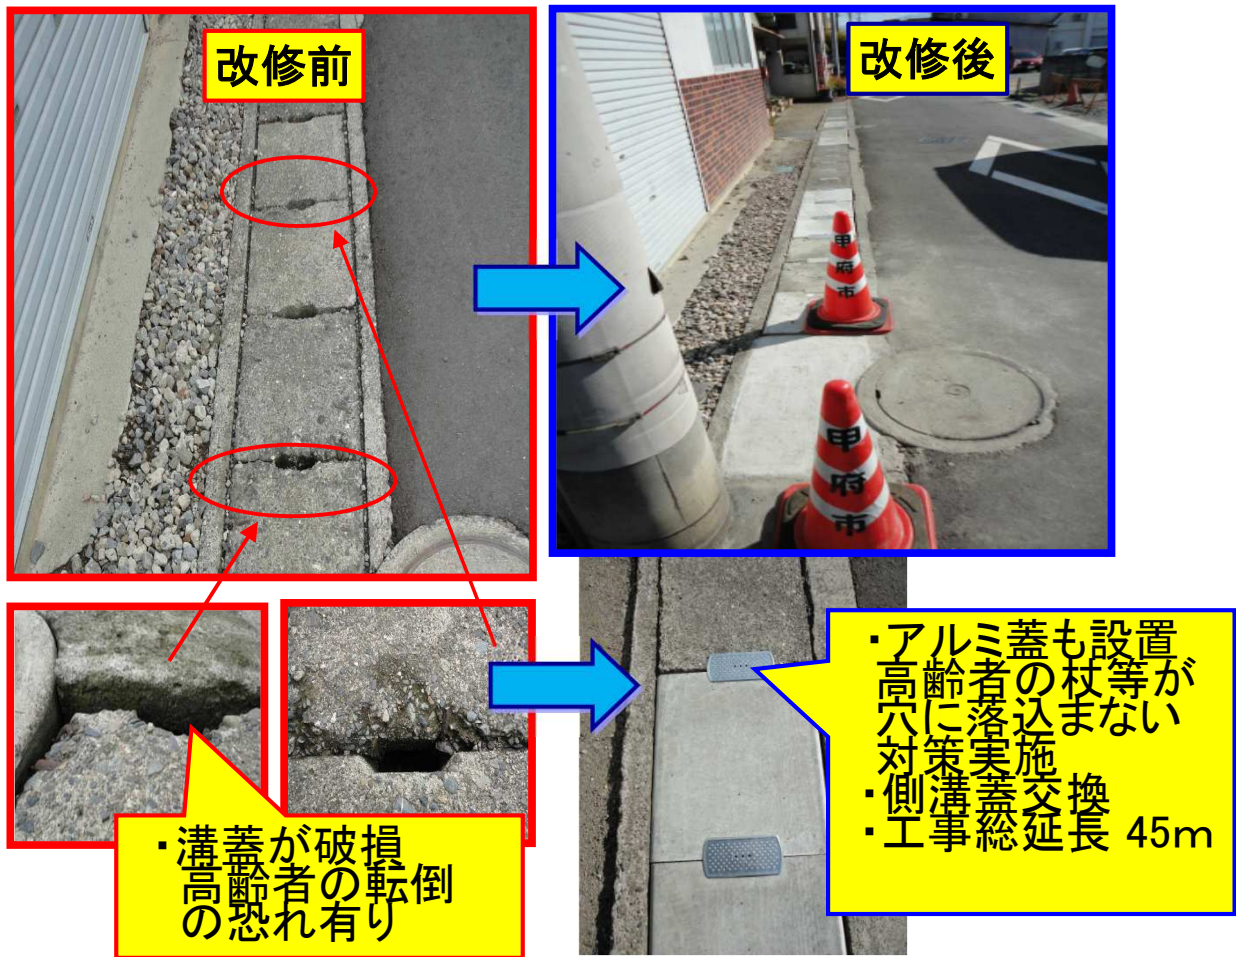 改修前
改修後
甲
府
市
甲
府
市
・溝蓋が破損
高齢者の転倒
の恐れ有り
・アルミ蓋も設置
高齢者の杖等が
穴に落込まない
対策実施
・側溝蓋交換
・工事総延長 45m